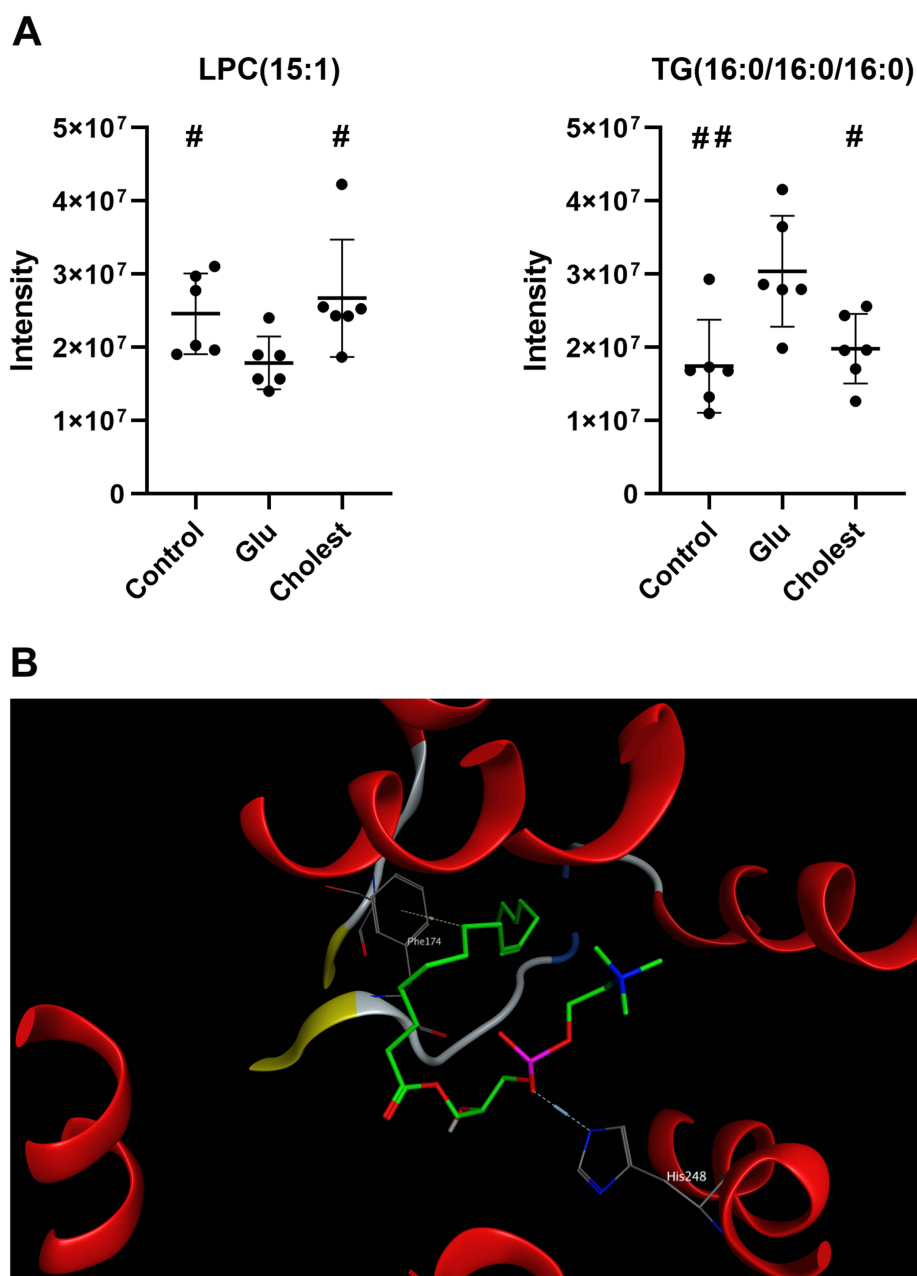 A
LPC(15:1)
Intensity
5×10⁷
4×10⁷
3×10⁷
2×10⁷
1×10⁷
0
#
#
Control
Glu
Cholest
TG(16:0/16:0/16:0)
Intensity
5×10⁷
4×10⁷
3×10⁷
2×10⁷
1×10⁷
0
##
#
Control
Glu
Cholest
B
Phe174
His248